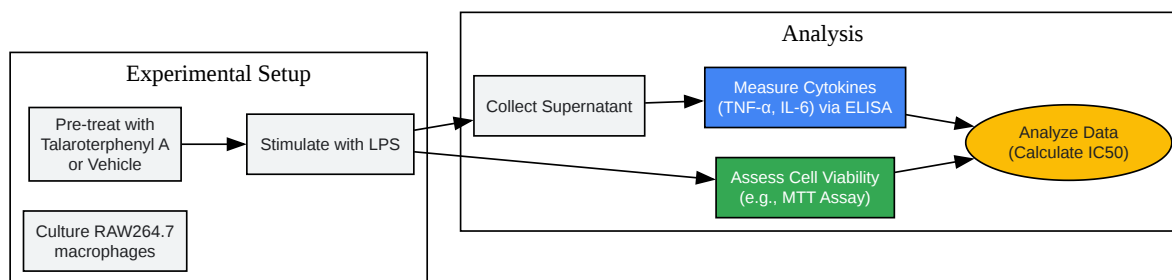 Experimental Setup
Pre-treat with
Talaroterphenyl A
or Vehicle
Stimulate with LPS
Culture RAW264.7
macrophages
Analysis
Collect Supernatant
Measure Cytokines
(TNF-α, IL-6) via ELISA
Assess Cell Viability
(e.g., MTT Assay)
Analyze Data
(Calculate IC50)